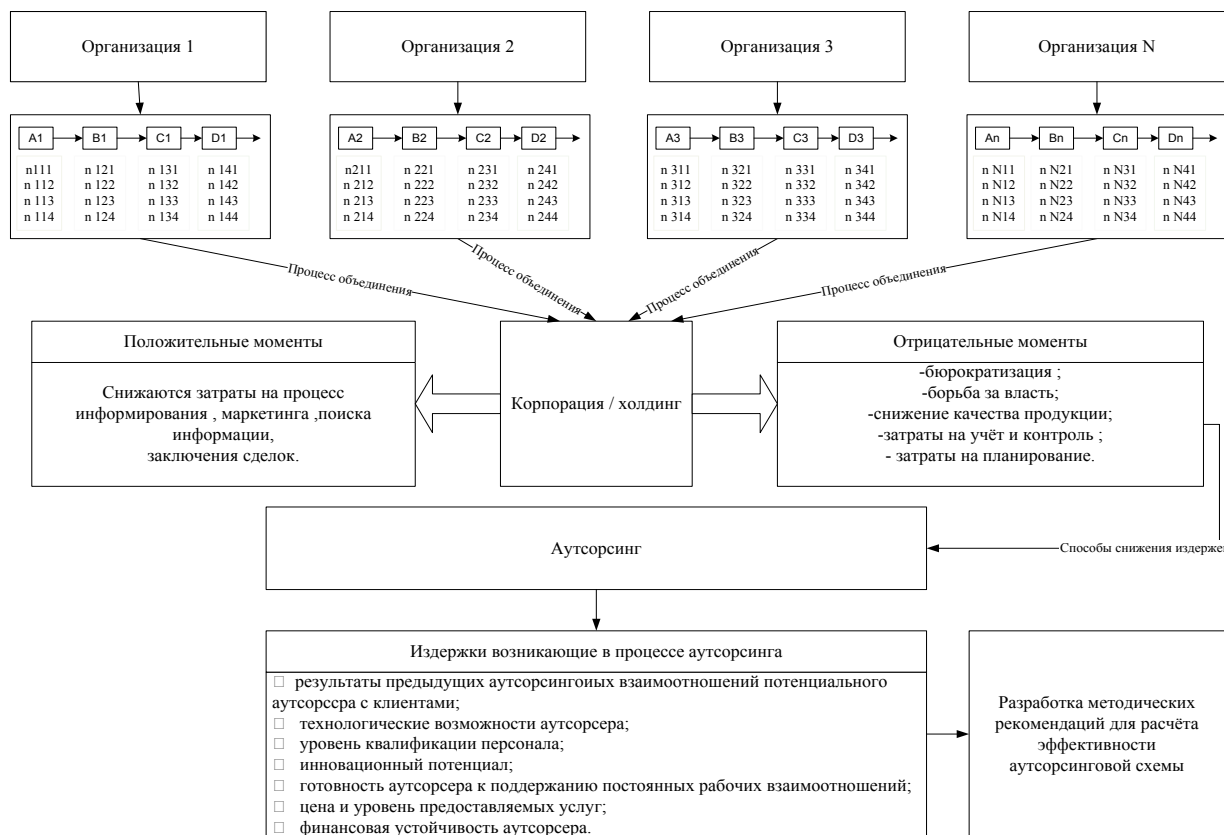 Организация 1
Организация 2
Организация 3
Организация N
A1 B1 C1 D1
n111 n 121 n 131 n 141
n 112 n 122 n 132 n 142
n 113 n 123 n 133 n 143
n 114 n 124 n 134 n 144
A2 B2 C2 D2
n211 n 221 n 231 n 241
n 212 n 222 n 232 n 242
n 213 n 223 n 233 n 243
n 214 n 224 n 234 n 244
A3 B3 C3 D3
n 311 n 321 n 331 n 341
n 312 n 322 n 332 n 342
n 313 n 323 n 333 n 343
n 314 n 324 n 334 n 344
An Bn Cn Dn
n N11 n N21 n N31 n N41
n N12 n N22 n N32 n N42
n N13 n N23 n N33 n N43
n N14 n N24 n N34 n N44
Процесс объединения
Процесс объединения
Процесс объединения
Процесс объединения
Положительные моменты
Снижаются затраты на процесс
информирования , маркетинга ,поиска
информации,
заключения сделок.
Корпорация / холдинг
Отрицательные моменты
-бюрократизация ;
-борьба за власть;
-снижение качества продукции;
-затраты на учёт и контроль ;
- затраты на планирование.
Аутсорсинг
Способы снижения издержек
Издержки возникающие в процессе аутсорсинга
результаты предыдущих аутсорсингоиых взаимоотношений потенциального
аутсорссра с клиентами;
технологические возможности аутсорсера;
уровень квалификации персонала;
инновационный потенциал;
готовность аутсорсера к поддержанию постоянных рабочих взаимоотношений;
цена и уровень предоставляемых услуг;
финансовая устойчивость аутсорсера.
Разработка методических
рекомендаций для расчёта
эффективности
аутсорсинговой схемы